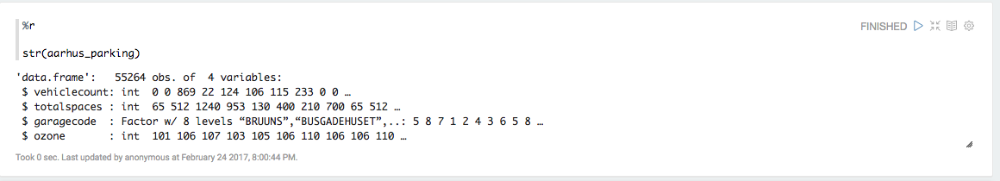 %r
FINISHED
str(aarhus_parking)
'data.frame':   55264 obs. of  4 variables:
 $ vehiclecount: int  0 0 869 22 124 106 115 233 0 0 …
 $ totalspaces : int  65 512 1240 953 130 400 210 700 65 512 …
 $ garagecode  : Factor w/ 8 levels “BRUUNS”,“BUSGADEHUSET”,..: 5 8 7 1 2 4 3 6 5 8 …
 $ ozone       : int  101 106 107 103 105 106 110 106 106 110 …
Took 0 sec. Last updated by anonymous at February 24 2017, 8:00:44 PM.